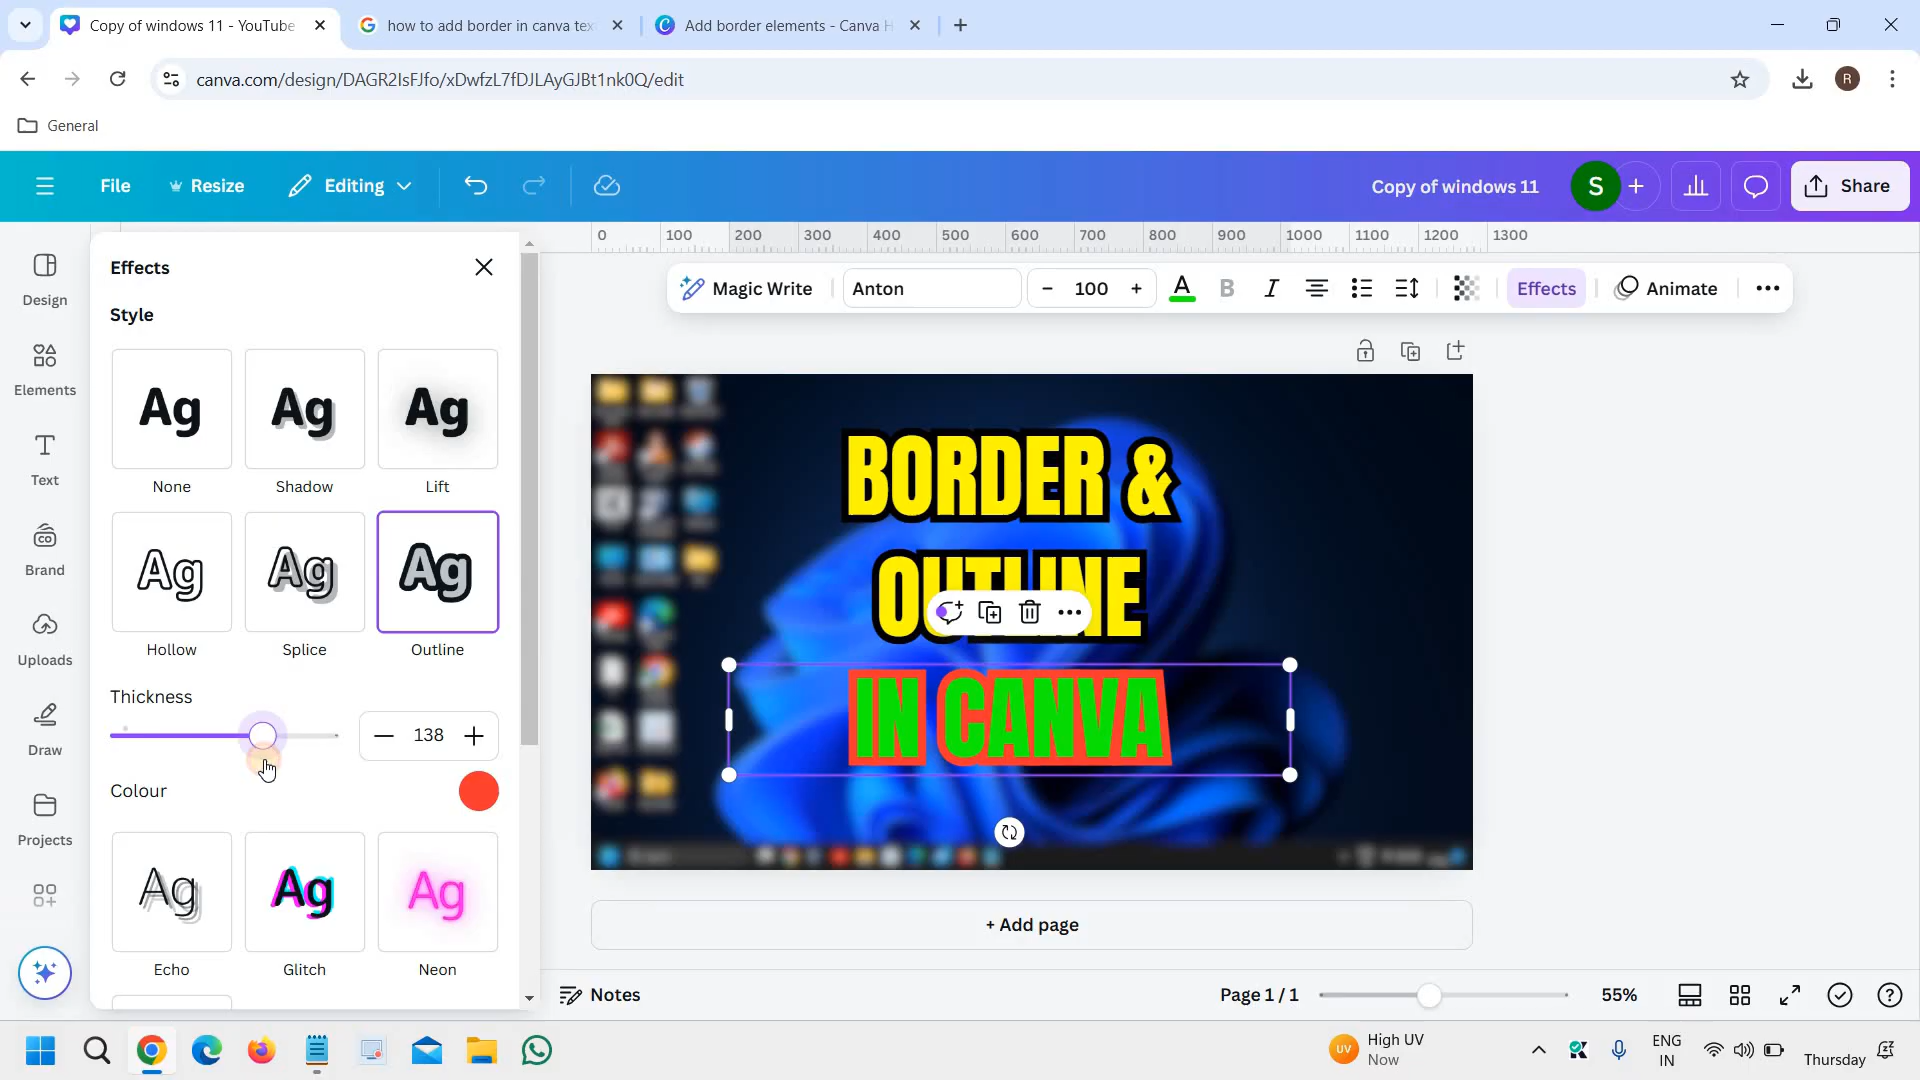 Copy of windows 11 - YouTube
how to add border in canva tex
Add border elements - Canva H
canva.com/design/DAGR2IsFJfo/xDwfzL7fDJLAyGJBt1nk0Q/edit
R
General
File
Resize
Editing
Copy of windows 11
S
Share
0 100 200 300 400 500 600 700 800 900 1000 1100 1200 1300
Design
Elements
Text
Brand
Uploads
Draw
Projects
Effects
Style
Ag Ag Ag
None Shadow Lift
Ag Ag Ag
Hollow Splice Outline
Thickness
138
Colour
Ag Ag Ag
Echo Glitch Neon
Magic Write
Anton
100
A
B
I
Effects
Animate
BORDER &
OUTLINE
IN CANVA
+ Add page
Notes
Page 1 / 1
55%
UV
High UV
Now
ENG
IN
Thursday